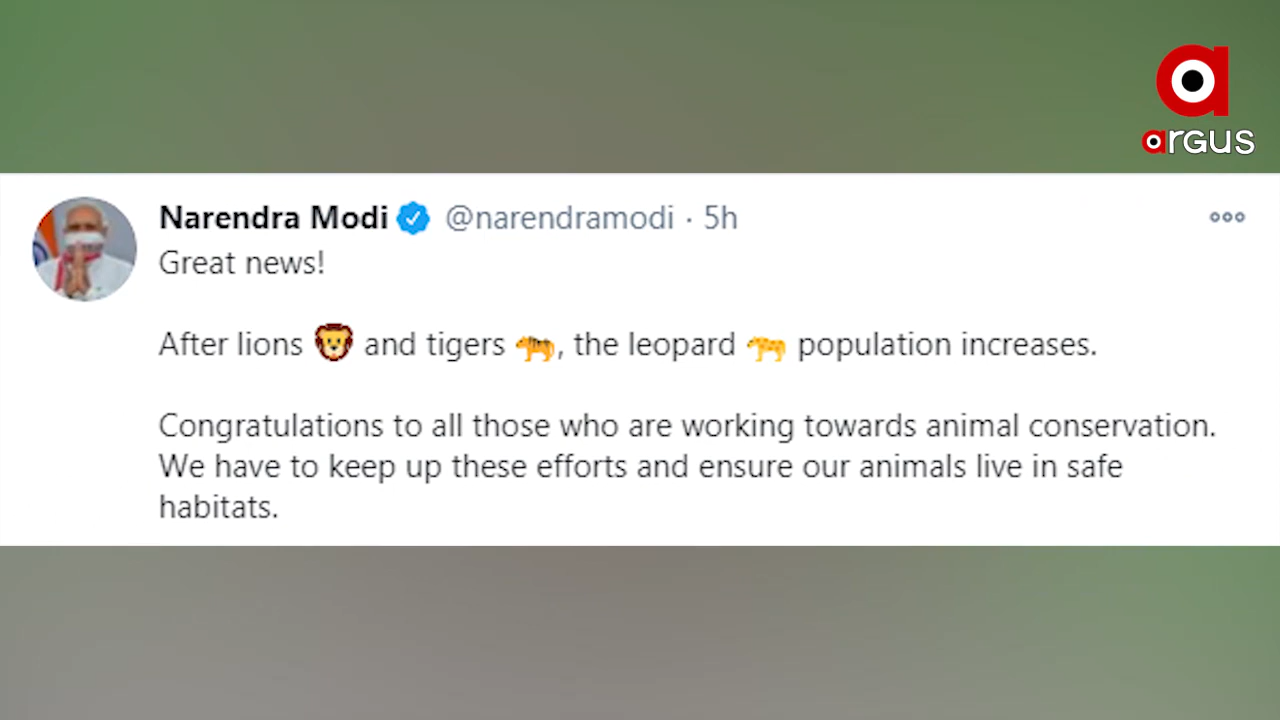 a
argus
Narendra Modi @narendramodi · 5h
Great news!
After lions 🦁 and tigers 🐅, the leopard 🐆 population increases.
Congratulations to all those who are working towards animal conservation.
We have to keep up these efforts and ensure our animals live in safe
habitats.